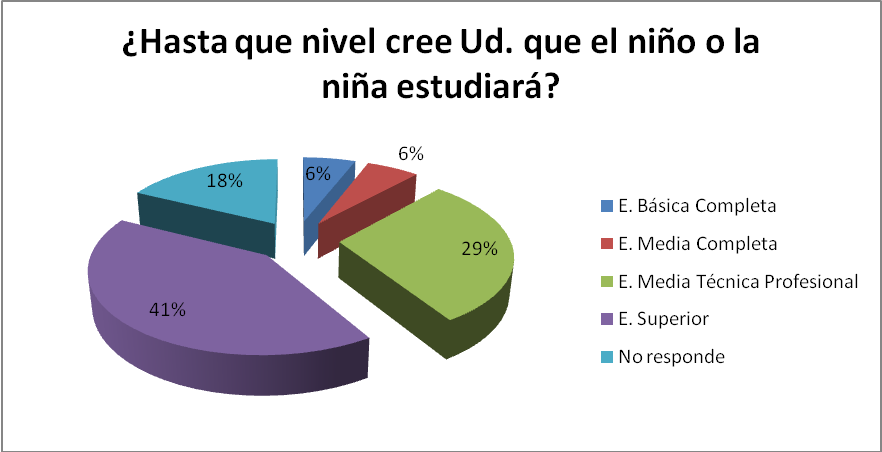 ¿Hasta que nivel cree Ud. que el niño o la
niña estudiará?
6%
6%
18%
29%
41%
E. Básica Completa
E. Media Completa
E. Media Técnica Profesional
E. Superior
No responde